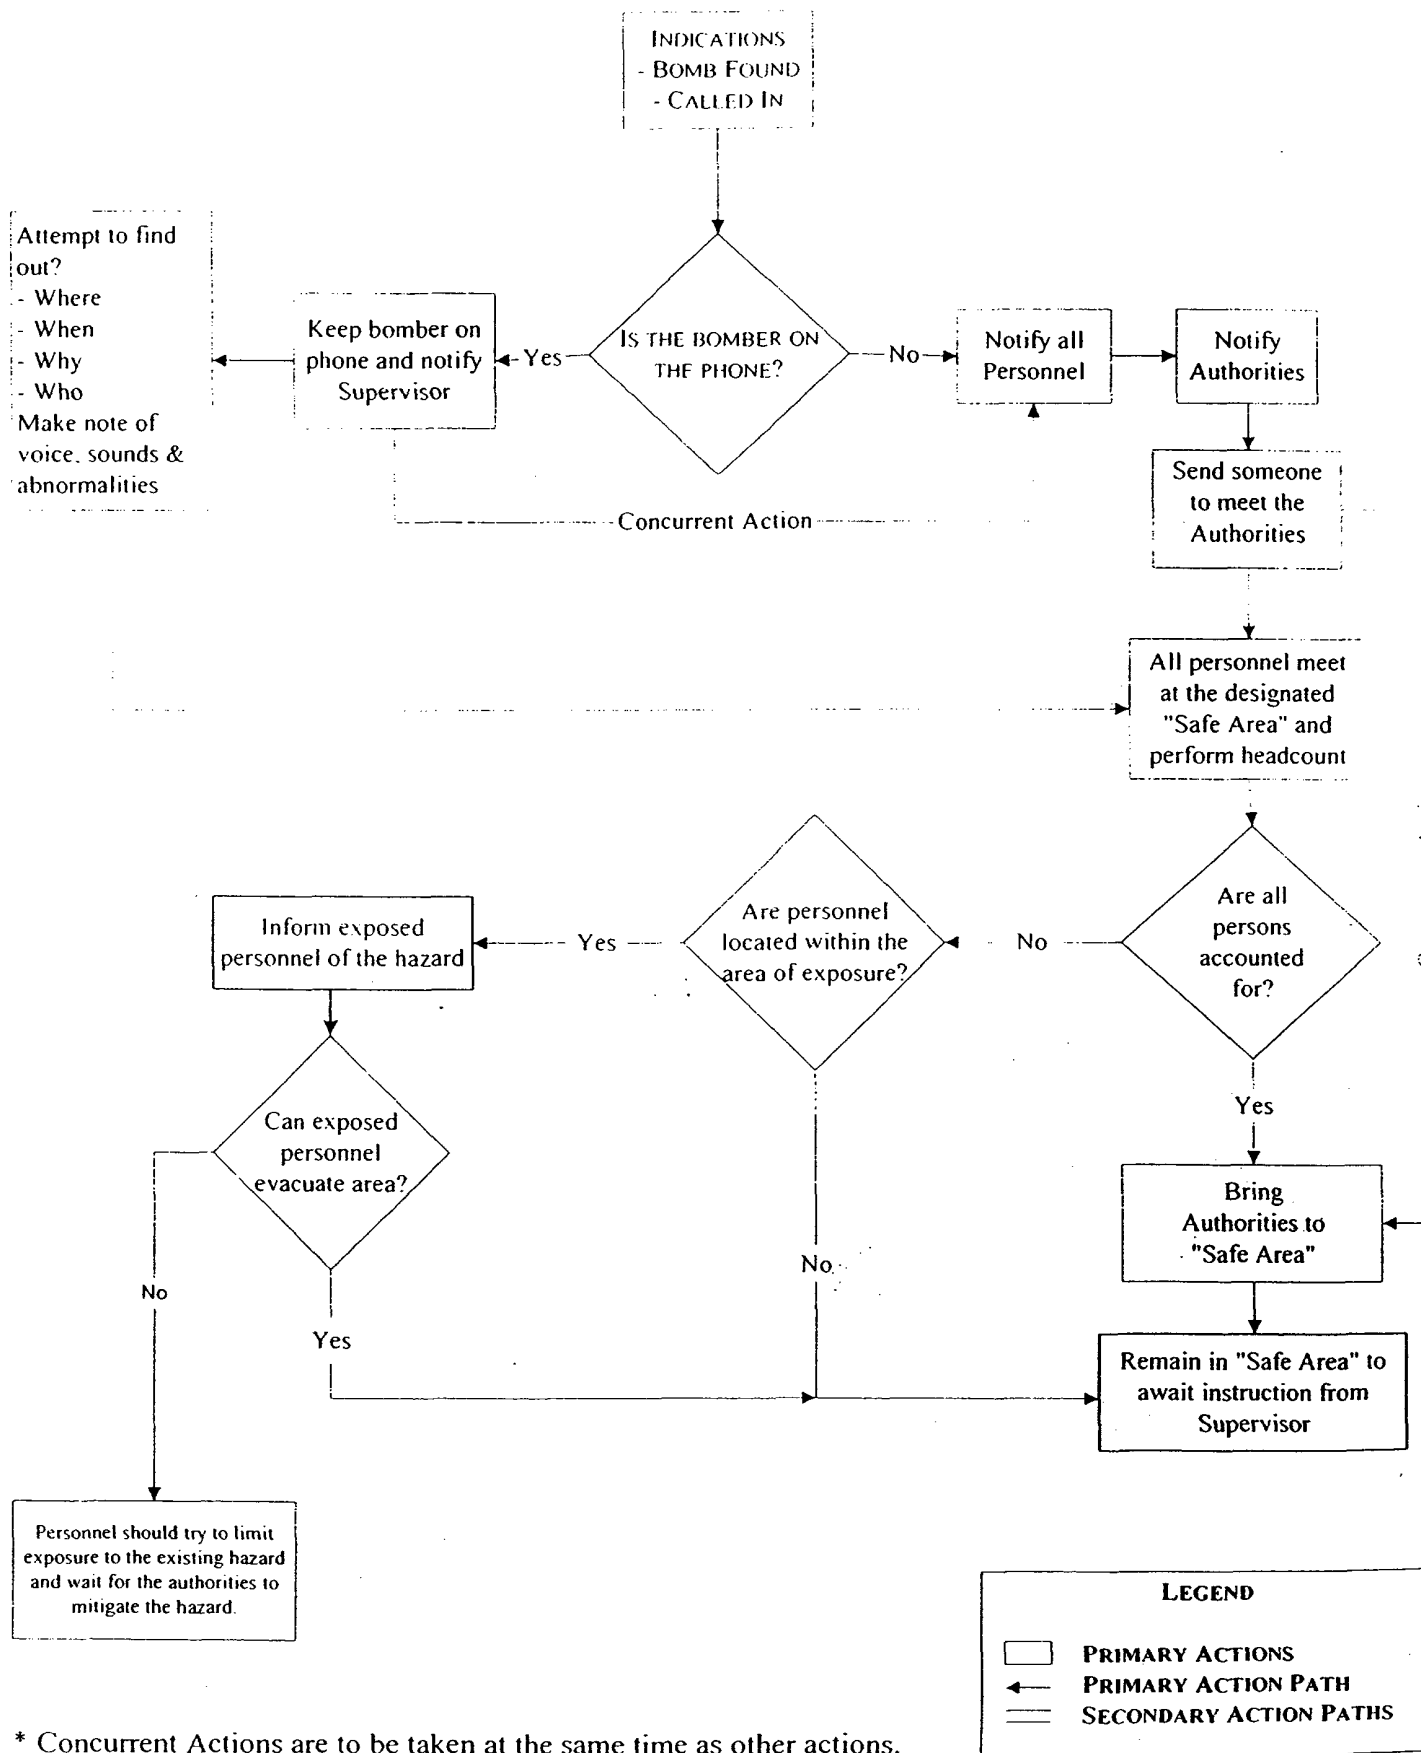 INDICATIONS
- BOMB FOUND
- CALLED IN
IS THE BOMBER ON
THE PHONE?
Yes
Keep bomber on
phone and notify
Supervisor
Attempt to find
out?
- Where
- When
- Why
- Who
Make note of
voice, sounds &
abnormalities
No
Notify all
Personnel
Notify
Authorities
Send someone
to meet the
Authorities
Concurrent Action
All personnel meet
at the designated
"Safe Area" and
perform headcount
Are all
persons
accounted
for?
No
Are personnel
located within the
area of exposure?
Yes
Inform exposed
personnel of the hazard
Can exposed
personnel
evacuate area?
No
Yes
No
Yes
Bring
Authorities to
"Safe Area"
Remain in "Safe Area" to
await instruction from
Supervisor
Personnel should try to limit
exposure to the existing hazard
and wait for the authorities to
mitigate the hazard.
LEGEND
PRIMARY ACTIONS
PRIMARY ACTION PATH
SECONDARY ACTION PATHS
* Concurrent Actions are to be taken at the same time as other actions.